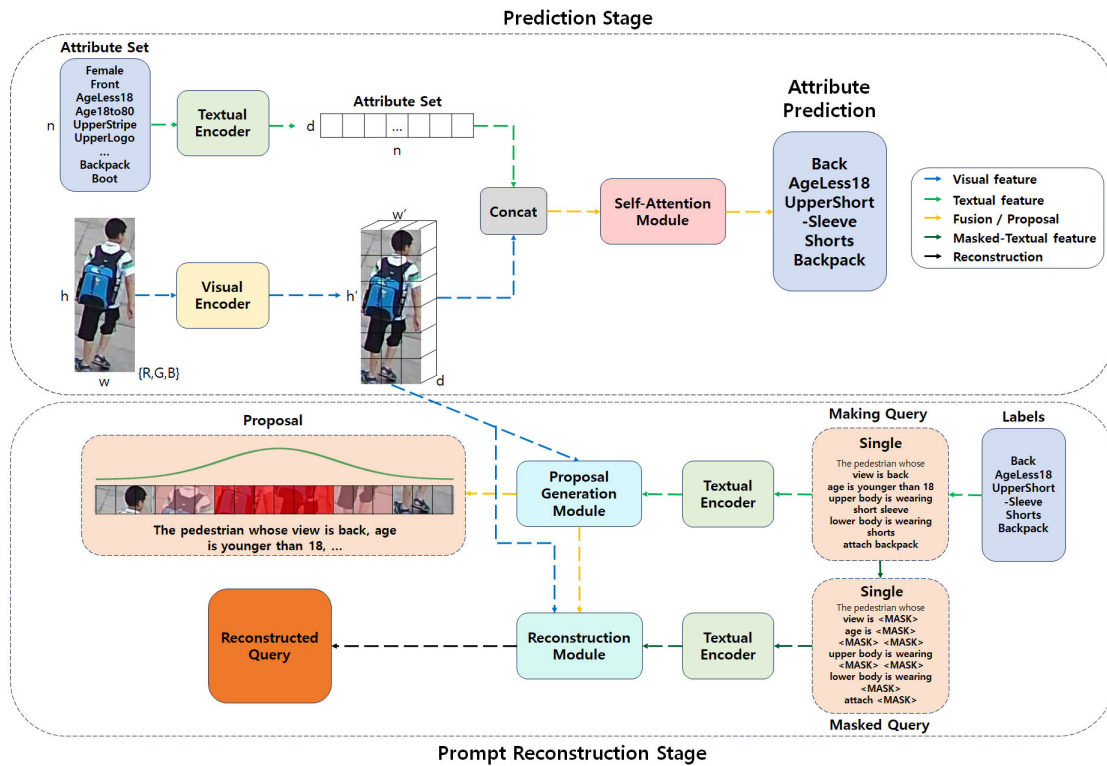 Prediction Stage
Attribute Set
Female
Front
AgeLess18
Age18to80
UpperStripe
UpperLogo
...
Backpack
Boot
n
Textual
Encoder
Attribute Set
d
...
n
Concat
Self-Attention
Module
Attribute
Prediction
Back
AgeLess18
UpperShort
-Sleeve
Shorts
Backpack
Visual feature
Textual feature
Fusion / Proposal
Masked-Textual feature
Reconstruction
h
w
{R,G,B}
Visual
Encoder
w'
h'
d
Proposal
The pedestrian whose view is back, age
is younger than 18, ...
Proposal
Generation
Module
Textual
Encoder
Making Query
Single
The pedestrian whose
view is back
age is younger than 18
upper body is wearing
short sleeve
lower body is wearing
shorts
attach backpack
Labels
Back
AgeLess18
UpperShort
-Sleeve
Shorts
Backpack
Reconstructed
Query
Reconstruction
Module
Textual
Encoder
Single
The pedestrian whose
view is <MASK>
age is <MASK>
<MASK> <MASK>
upper body is wearing
<MASK> <MASK>
lower body is wearing
<MASK>
attach <MASK>
Masked Query
Prompt Reconstruction Stage